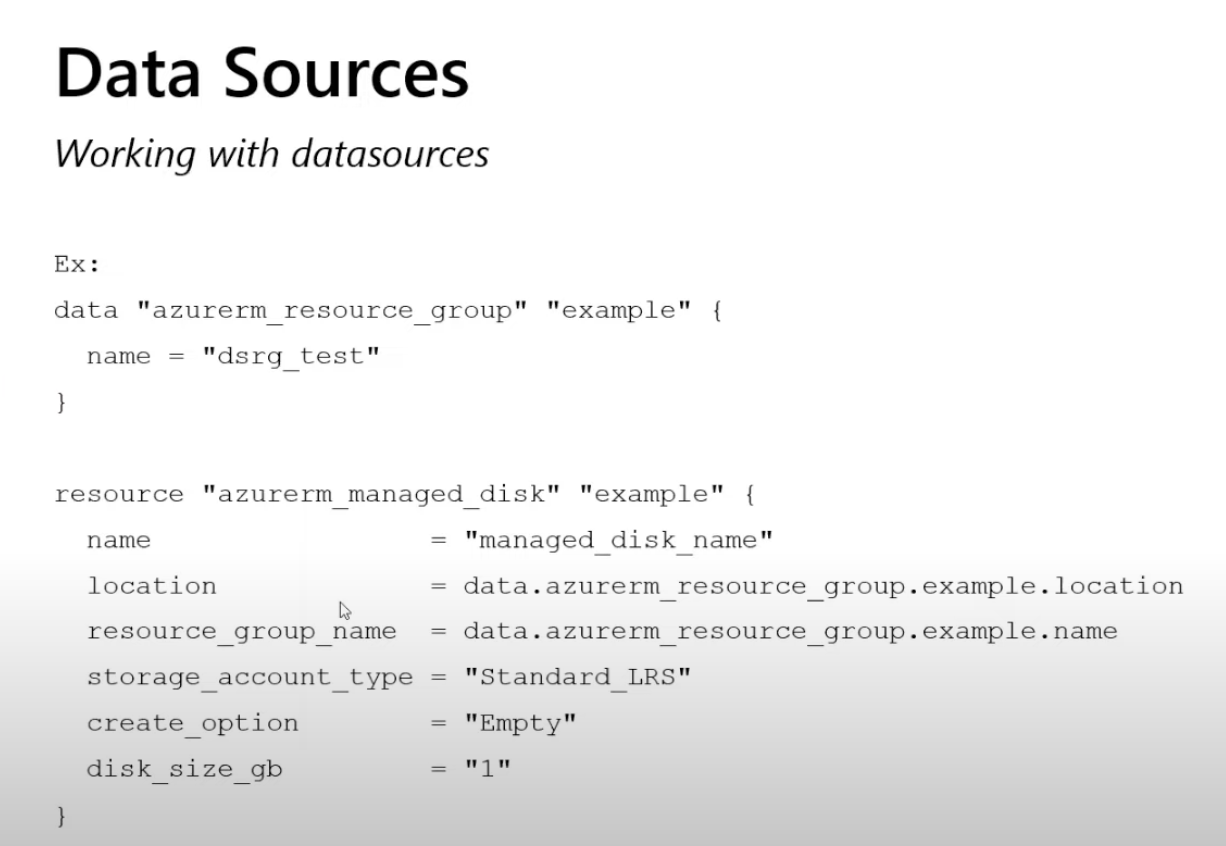 Data Sources
Working with datasources
Ex:
data "azurerm_resource_group" "example" {
  name = "dsrg_test"
}
resource "azurerm_managed_disk" "example" {
  name                 = "managed_disk_name"
  location             = data.azurerm_resource_group.example.location
  resource_group_name  = data.azurerm_resource_group.example.name
  storage_account_type = "Standard_LRS"
  create_option        = "Empty"
  disk_size_gb         = "1"
}